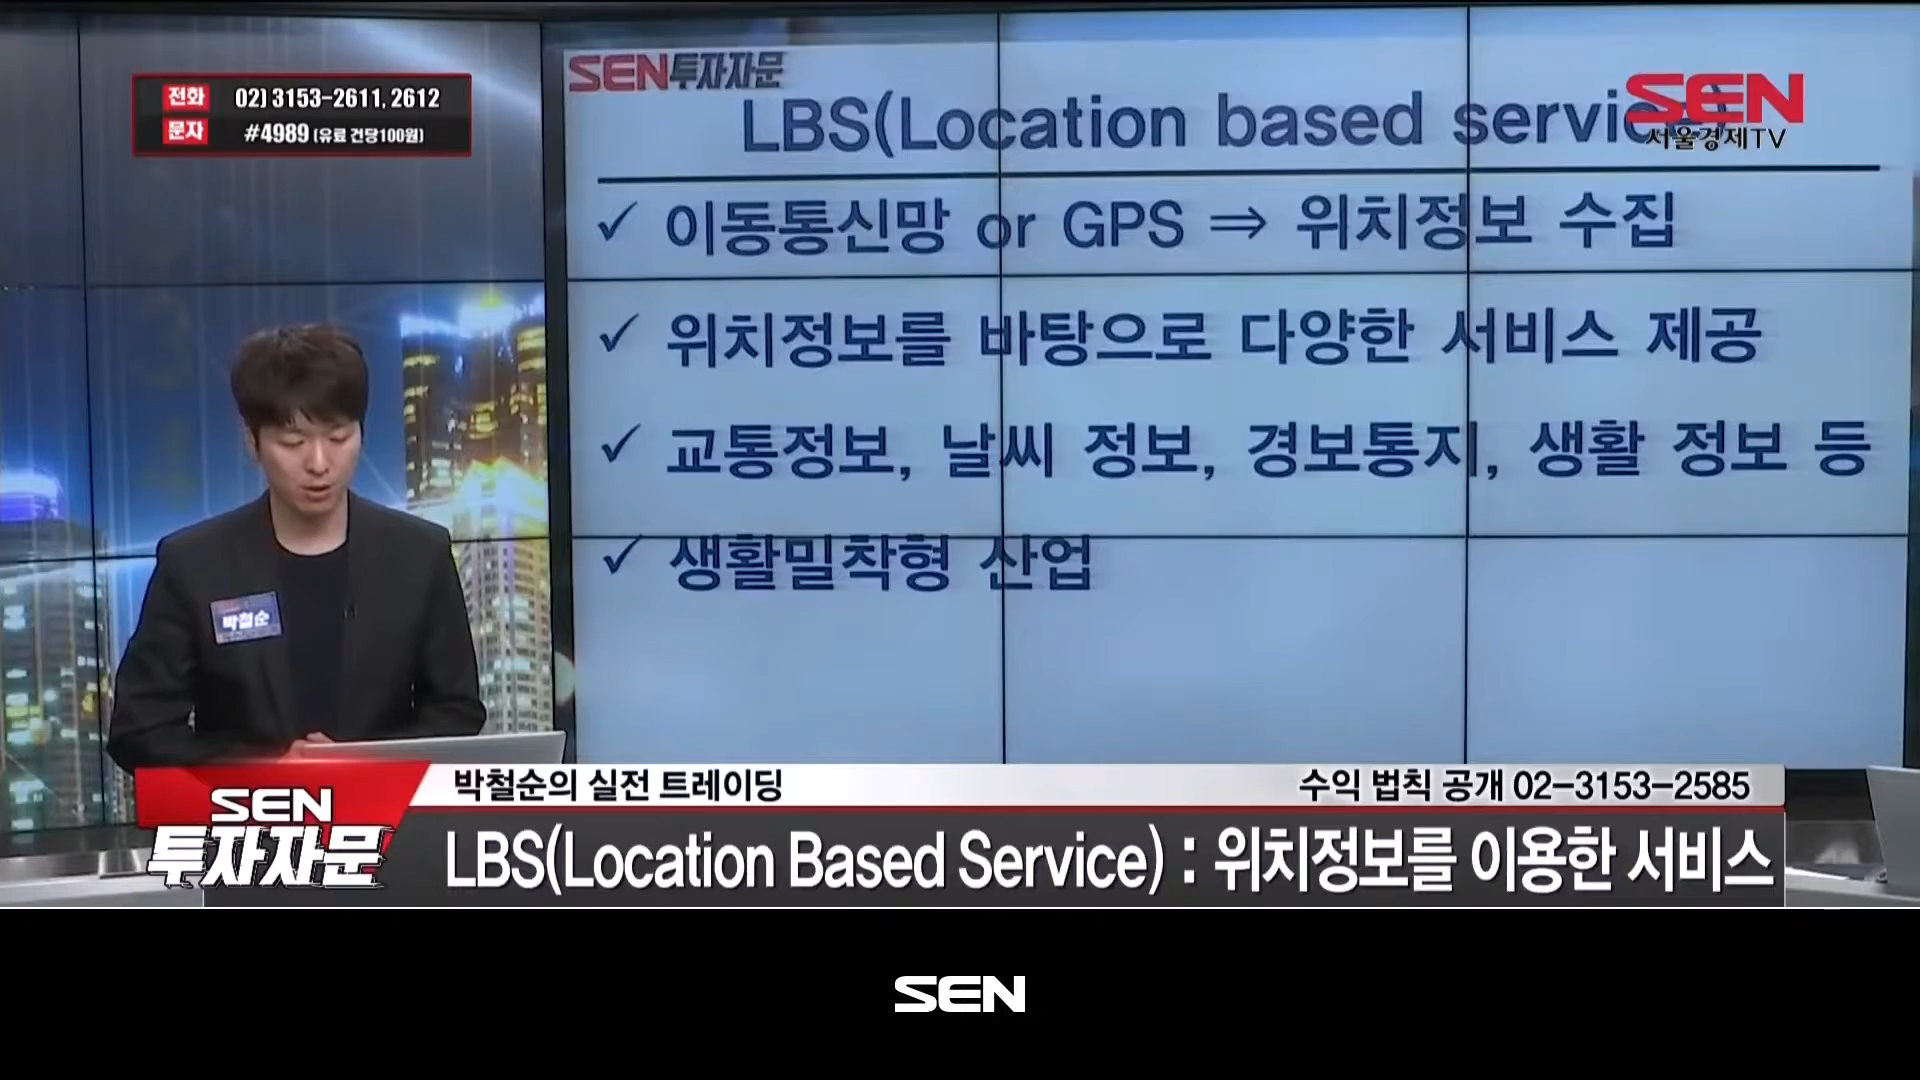 전화 02) 3153-2611, 2612
문자 #4989 (유료 건당100원)
SEN투자자문
SEN
서울경제TV
LBS(Location based service)
✓ 이동통신망 or GPS ⇒ 위치정보 수집
✓ 위치정보를 바탕으로 다양한 서비스 제공
✓ 교통정보, 날씨 정보, 경보통지, 생활 정보 등
✓ 생활밀착형 산업
박철순
SEN
투자자문
박철순의 실전 트레이딩
수익 법칙 공개 02-3153-2585
LBS(Location Based Service) : 위치정보를 이용한 서비스
SEN